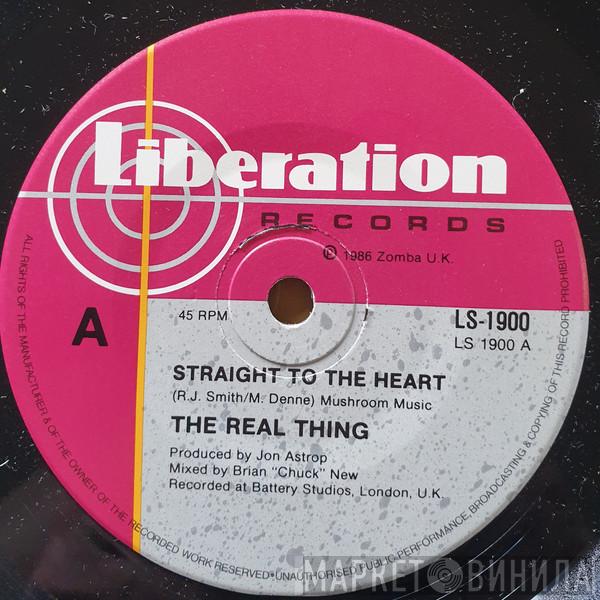 Liberation
RECORDS
℗ 1986 Zomba U.K.
A
45 RPM
LS-1900
LS 1900 A
STRAIGHT TO THE HEART
(R.J. Smith/M. Denne) Mushroom Music
THE REAL THING
Produced by Jon Astrop
Mixed by Brian "Chuck" New
Recorded at Battery Studios, London, U.K.
ALL RIGHTS OF THE MANUFACTURER & OF THE OWNER OF THE RECORDED WORK RESERVED•UNAUTHORISED PUBLIC PERFORMANCE, BROADCASTING & COPYING OF THIS RECORD PROHIBITED
МАРКЕТ ВИНИЛА